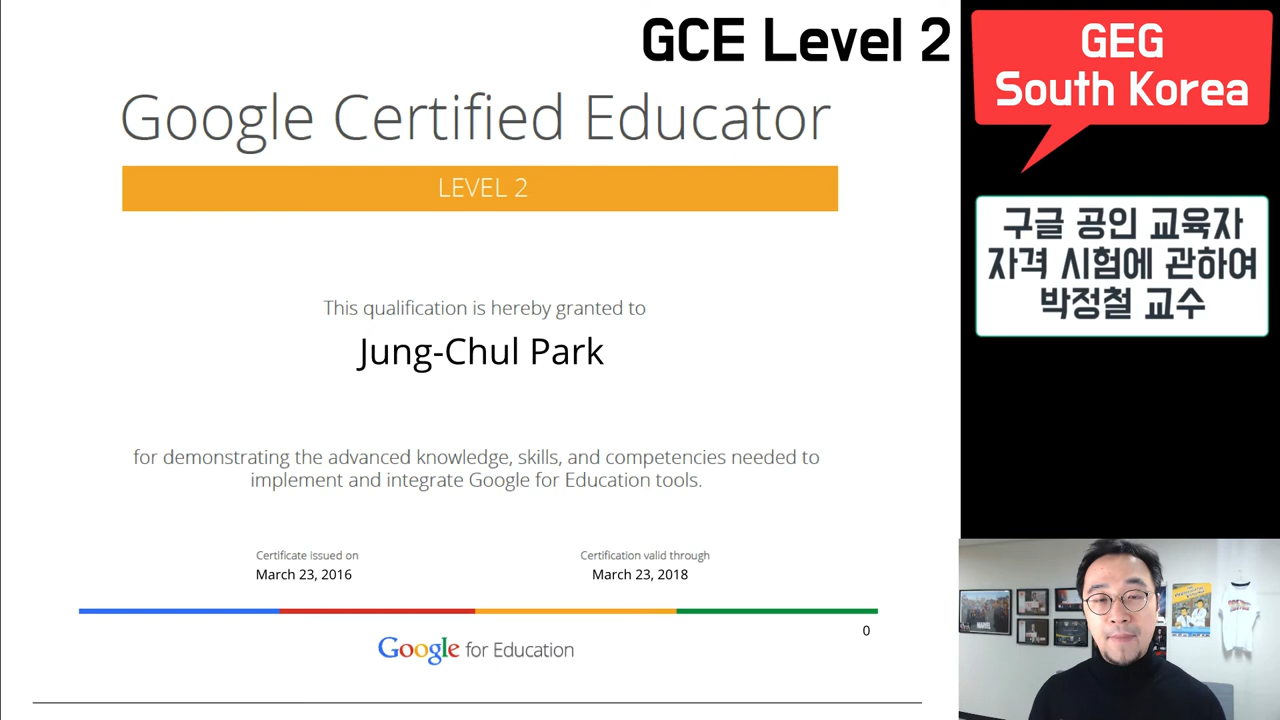 GCE Level 2
Google Certified Educator
LEVEL 2
This qualification is hereby granted to
Jung-Chul Park
for demonstrating the advanced knowledge, skills, and competencies needed to
implement and integrate Google for Education tools.
Certificate issued on
March 23, 2016
Certification valid through
March 23, 2018
0
Google for Education
GEG
South Korea
구글 공인 교육자
자격 시험에 관하여
박정철 교수
MARVEL